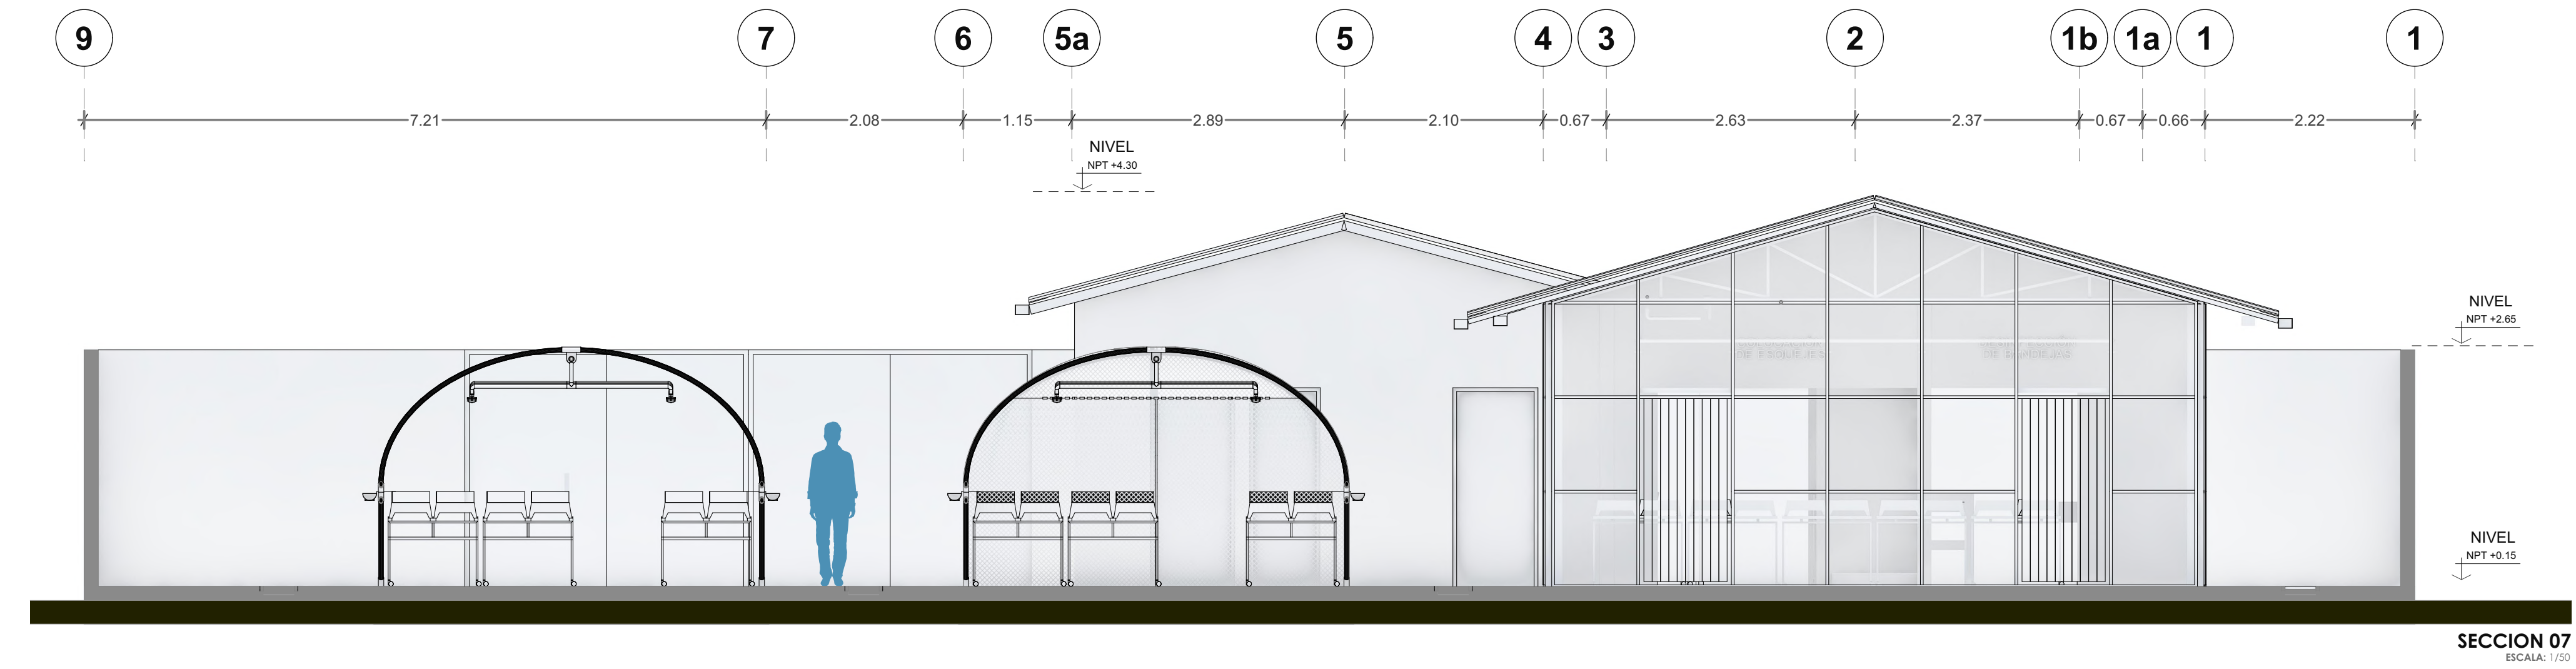 9 7 6 5a 5 4 3 2 1b 1a 1 1
7.21 2.08 1.15 2.89 2.10 0.67 2.63 2.37 0.67 0.66 2.22
NIVEL
NPT +4.30
NIVEL
NPT +2.65
NIVEL
NPT +0.15
SECCION 07
ESCALA: 1/50